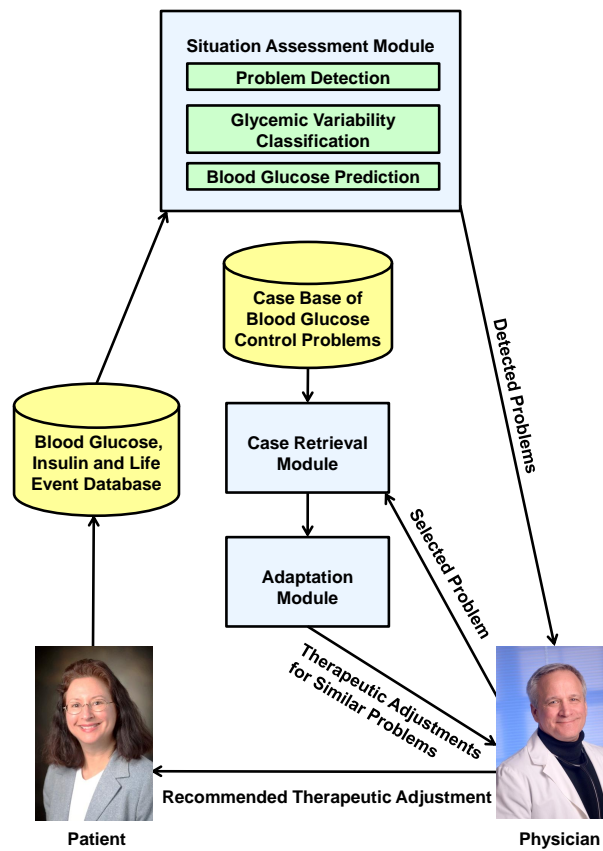 Situation Assessment Module
Problem Detection
Glycemic Variability
Classification
Blood Glucose Prediction
Case Base of
Blood Glucose
Control Problems
Detected Problems
Blood Glucose,
Insulin and Life
Event Database
Case Retrieval
Module
Selected Problem
Adaptation
Module
Therapeutic Adjustments
for Similar Problems
Recommended Therapeutic Adjustment
Patient
Physician